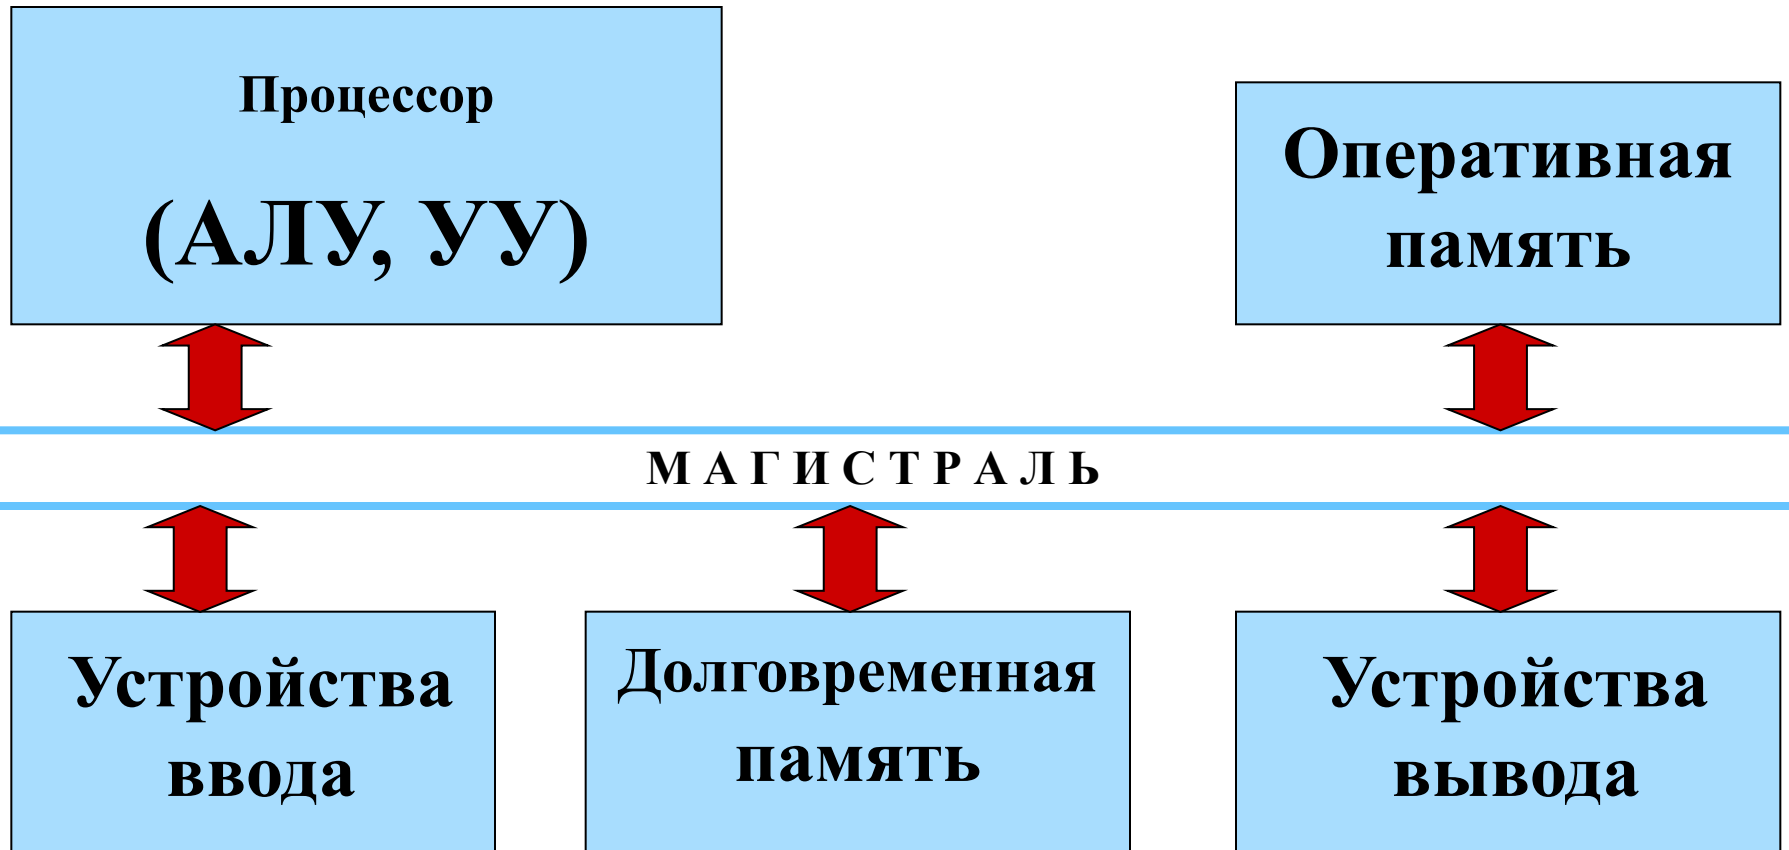 Процессор
(АЛУ, УУ)
Оперативная
память
МАГИСТРАЛЬ
Устройства
ввода
Долговременная
память
Устройства
вывода